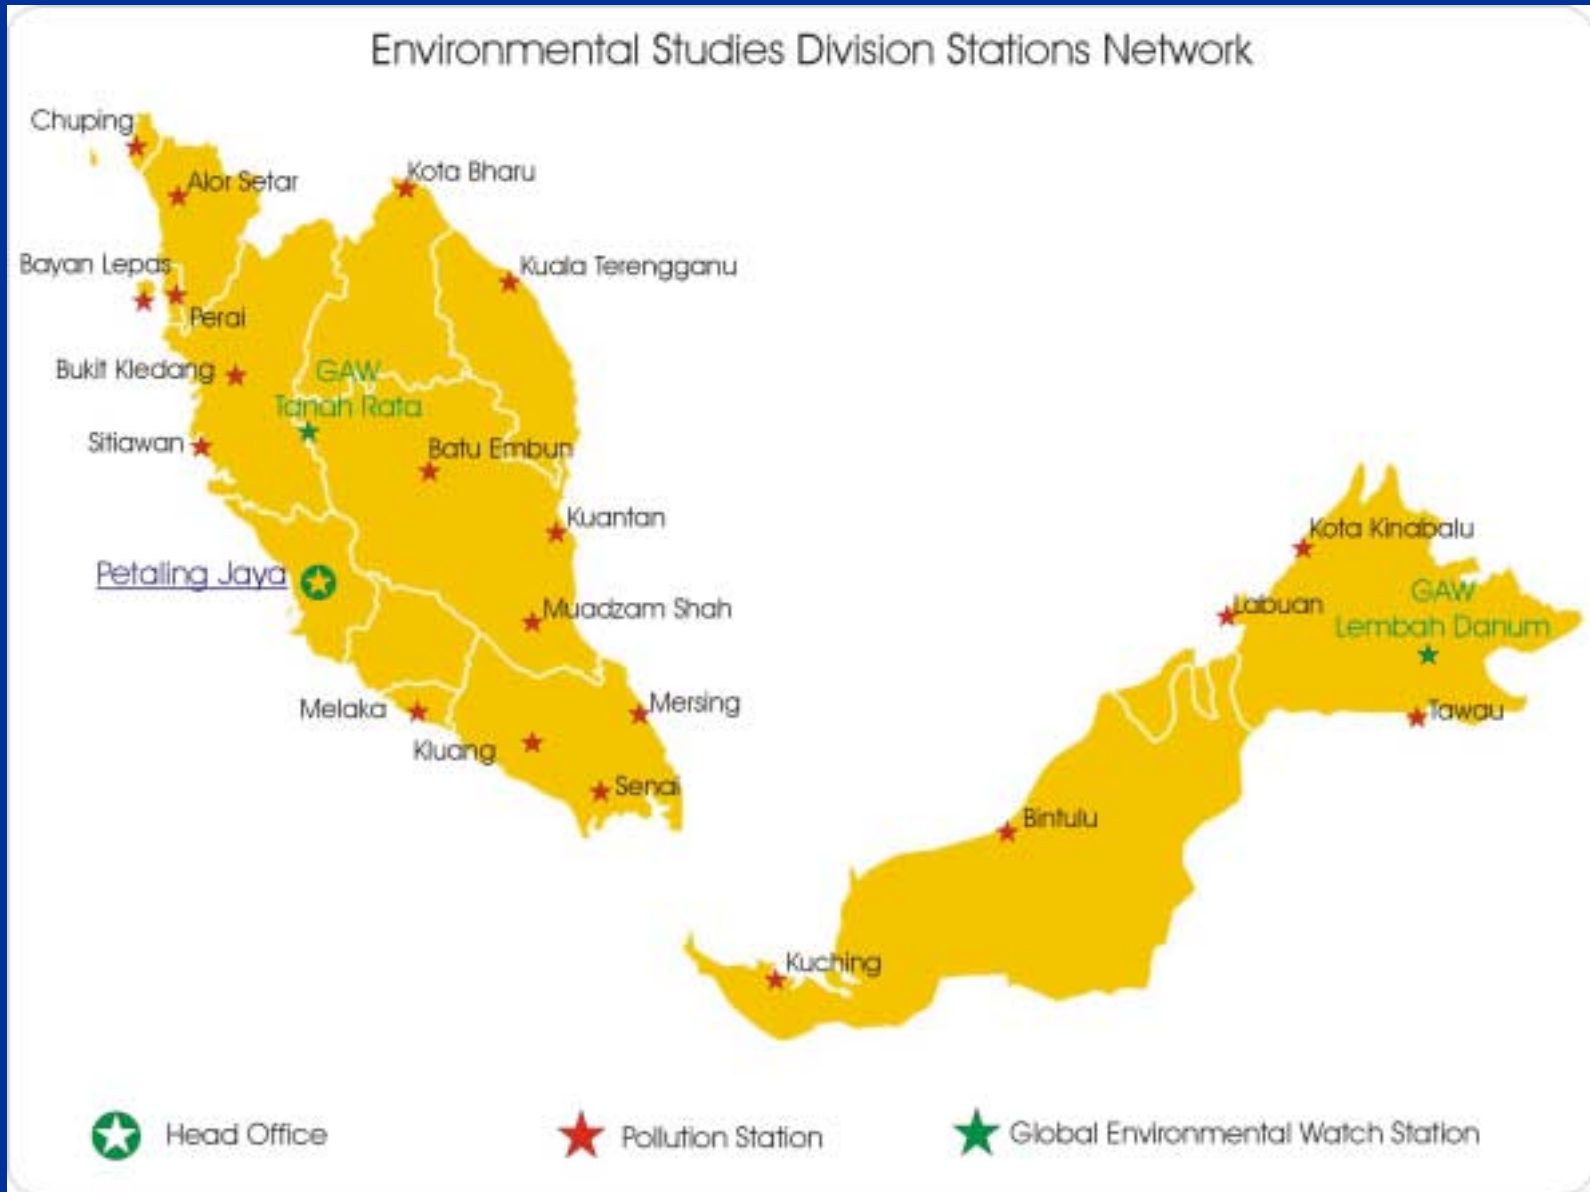 Environmental Studies Division Stations Network
Chuping
Alor Setar
Kota Bharu
Bayan Lepas
Kuala Terengganu
Perai
Bukit Kledang
GAW
Tanah Rata
Sitiawan
Batu Embun
Kuantan
Petaling Jaya
Muadzam Shah
Melaka
Mersing
Kluang
Senai
Kota Kinabalu
Labuan
GAW
Lembah Danum
Tawau
Bintulu
Kuching
Head Office
Pollution Station
Global Environmental Watch Station